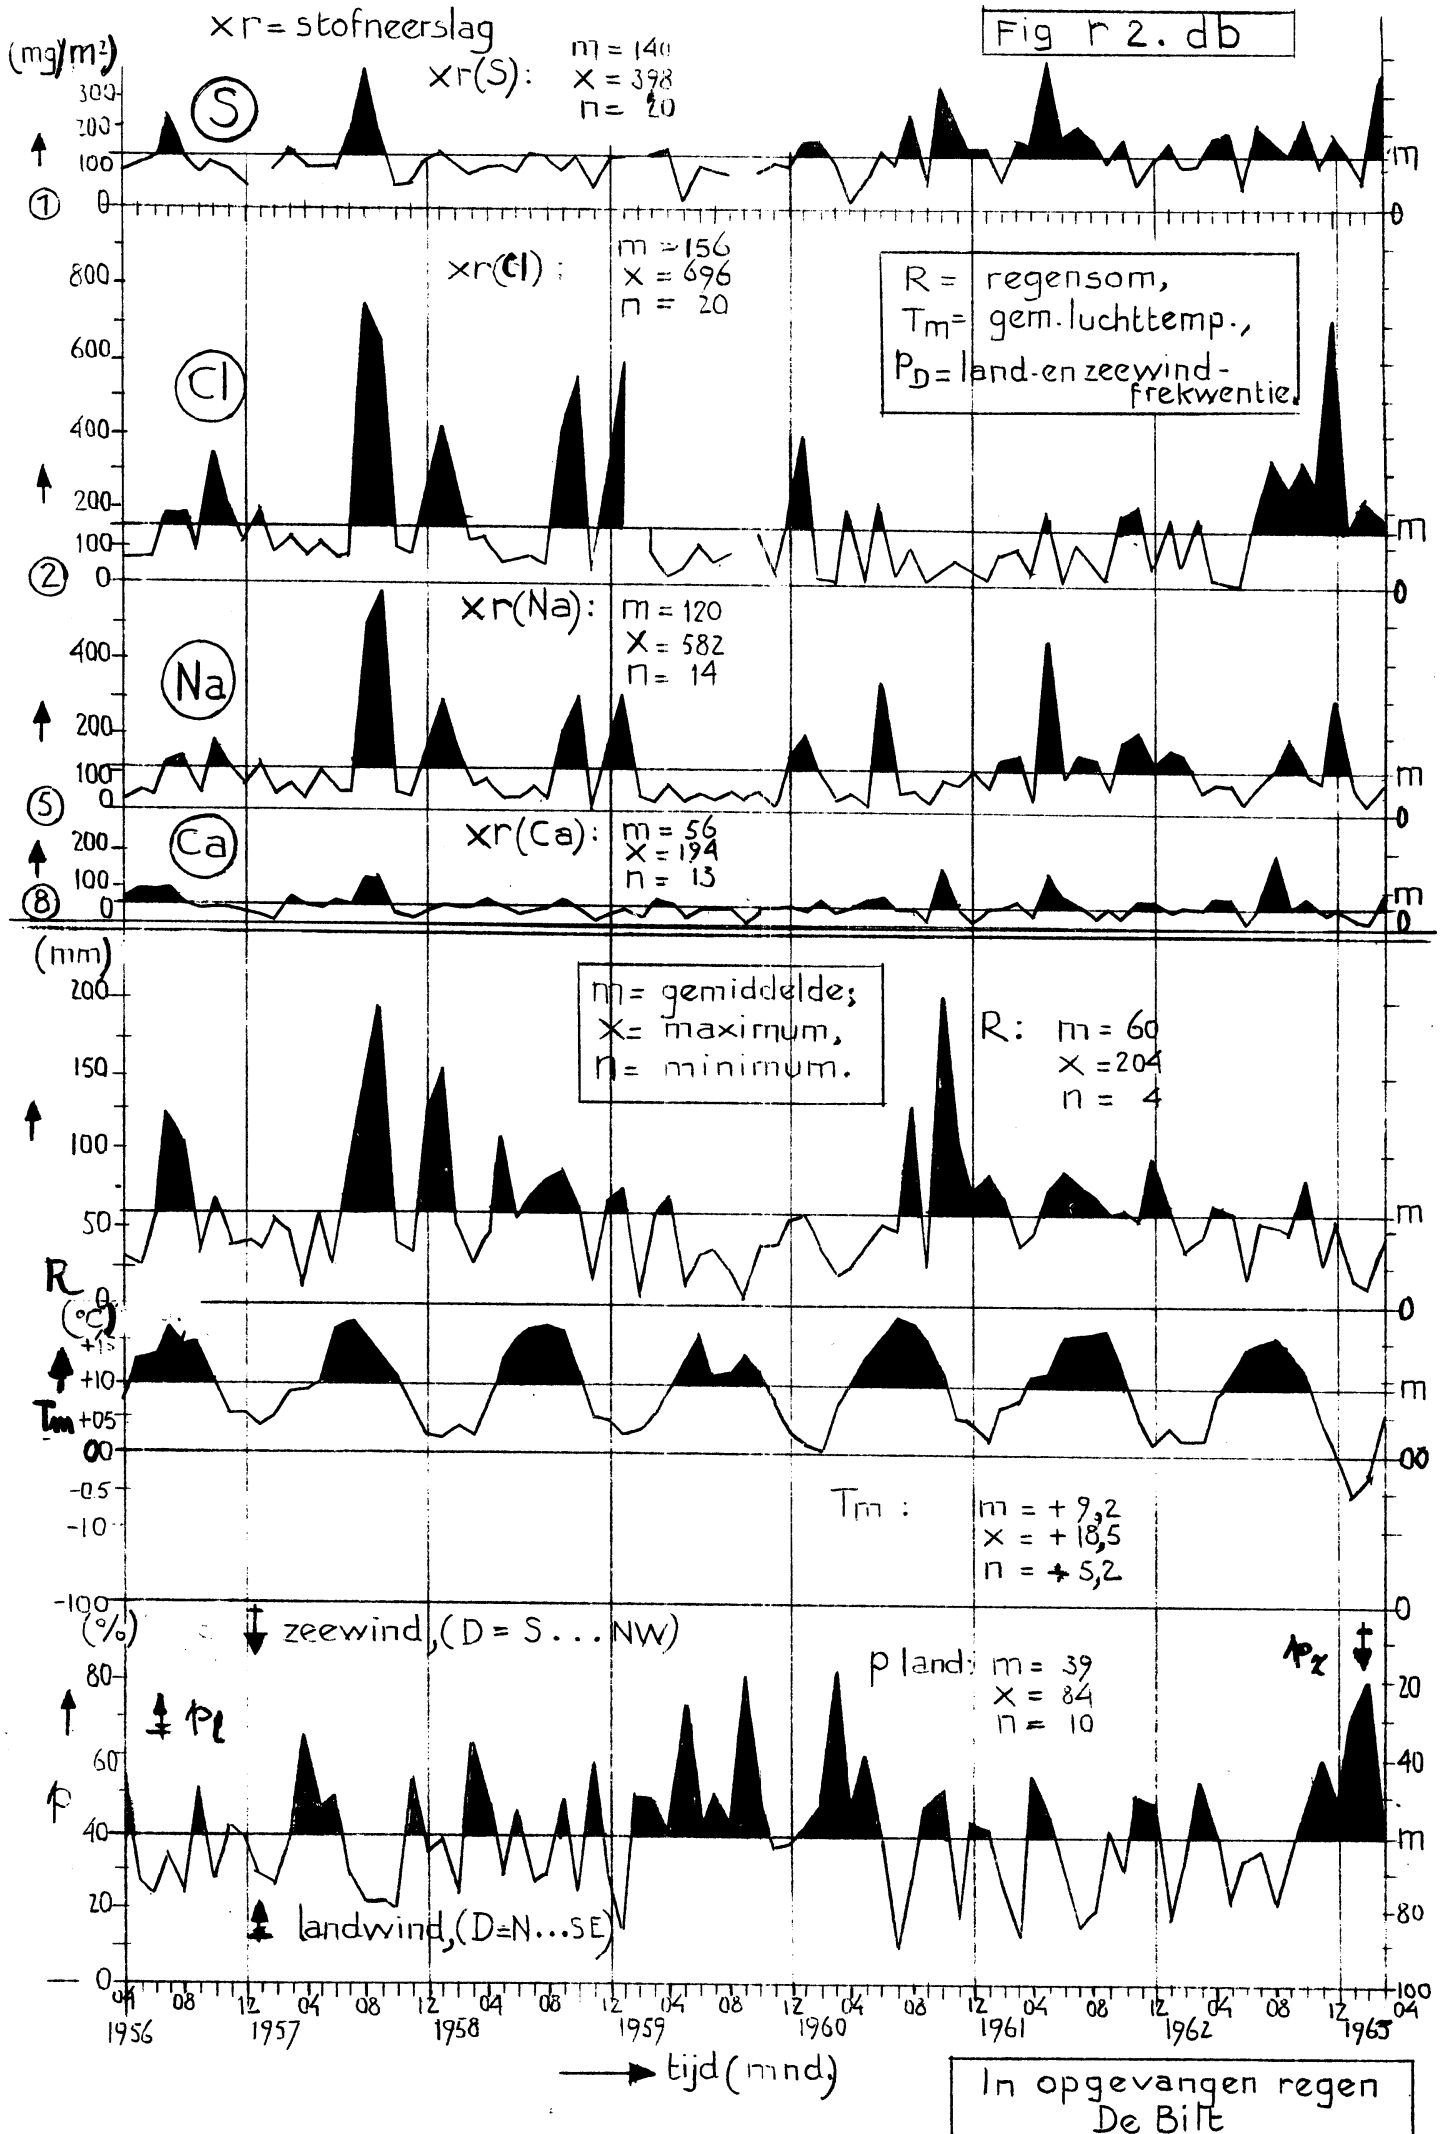 xr = stofneerslag
Fig r 2. db
(mg/m²)
xr(S): m = 140
x = 398
n = 20
S
300
200
100
0
m
0
①
xr(Cl): m = 156
x = 696
n = 20
R = regensom,
Tm = gem. luchttemp.,
PD = land-en zeewind-
frekwentie.
Cl
800
600
400
200
100
0
m
0
②
xr(Na): m = 120
x = 582
n = 14
Na
400
200
100
0
m
0
⑤
xr(Ca): m = 56
x = 194
n = 13
Ca
200
100
0
m
0
⑧
(mm)
m = gemiddelde;
x = maximum,
n = minimum.
R: m = 60
x = 204
n = 4
200
150
100
50
0
m
0
R
(°C)
+15
+10
+05
00
-05
-10
m
00
Tm
Tm : m = + 9,2
x = + 18,5
n = + 5,2
-100
(%)
0
zeewind, (D = S...NW)
p land: m = 39
x = 84
n = 10
pz
pl
p
80
60
40
20
0
20
40
m
80
100
landwind, (D=N...SE)
04 08 12 04 08 12 04 08 12 04 08 12 04 08 12 04 08 12 04 08 12 04
1956 1957 1958 1959 1960 1961 1962 1963
tijd (mnd.)
In opgevangen regen
De Bilt